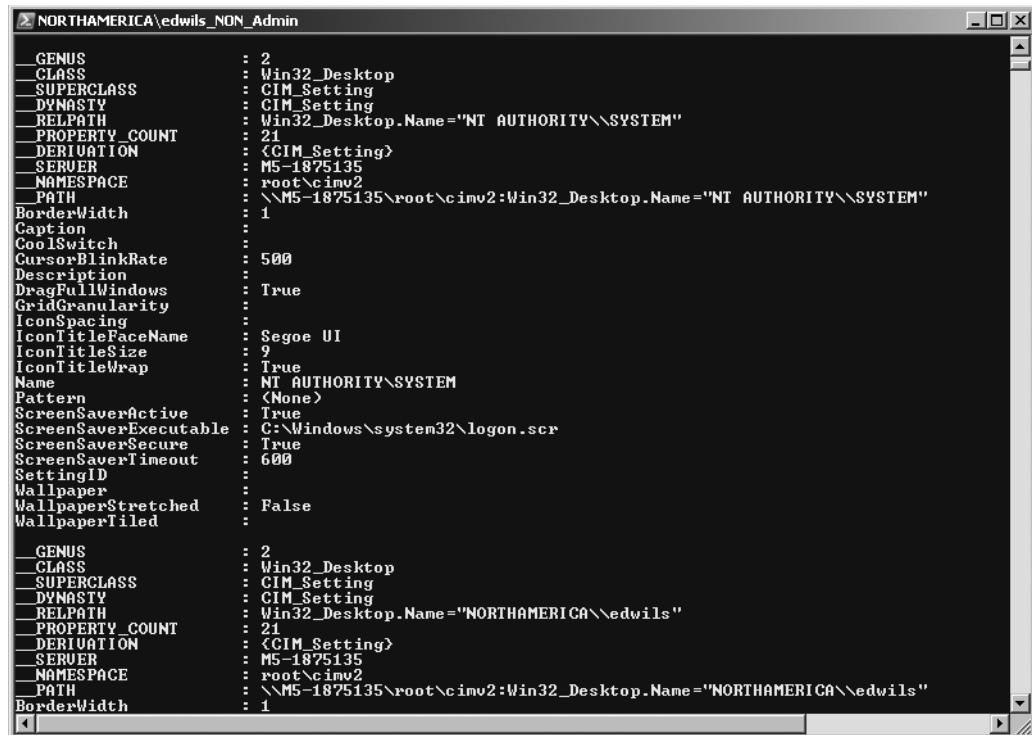 NORTHAMERICA\edwils_NON_Admin
__GENUS : 2
__CLASS : Win32_Desktop
__SUPERCLASS : CIM_Setting
__DYNASTY : CIM_Setting
__RELPATH : Win32_Desktop.Name="NT AUTHORITY\\SYSTEM"
__PROPERTY_COUNT : 21
__DERIVATION : {CIM_Setting}
__SERVER : M5-1875135
__NAMESPACE : root\cimv2
__PATH : \\M5-1875135\root\cimv2:Win32_Desktop.Name="NT AUTHORITY\\SYSTEM"
BorderWidth : 1
Caption :
CoolSwitch :
CursorBlinkRate : 500
Description :
DragFullWindows : True
GridGranularity :
IconSpacing :
IconTitleFaceName : Segoe UI
IconTitleSize : 9
IconTitleWrap : True
Name : NT AUTHORITY\SYSTEM
Pattern : (None)
ScreenSaverActive : True
ScreenSaverExecutable : C:\Windows\system32\logon.scr
ScreenSaverSecure : True
ScreenSaverTimeout : 600
SettingID :
Wallpaper :
WallpaperStretched : False
WallpaperTiled :
__GENUS : 2
__CLASS : Win32_Desktop
__SUPERCLASS : CIM_Setting
__DYNASTY : CIM_Setting
__RELPATH : Win32_Desktop.Name="NORTHAMERICA\\edwils"
__PROPERTY_COUNT : 21
__DERIVATION : {CIM_Setting}
__SERVER : M5-1875135
__NAMESPACE : root\cimv2
__PATH : \\M5-1875135\root\cimv2:Win32_Desktop.Name="NORTHAMERICA\\edwils"
BorderWidth : 1